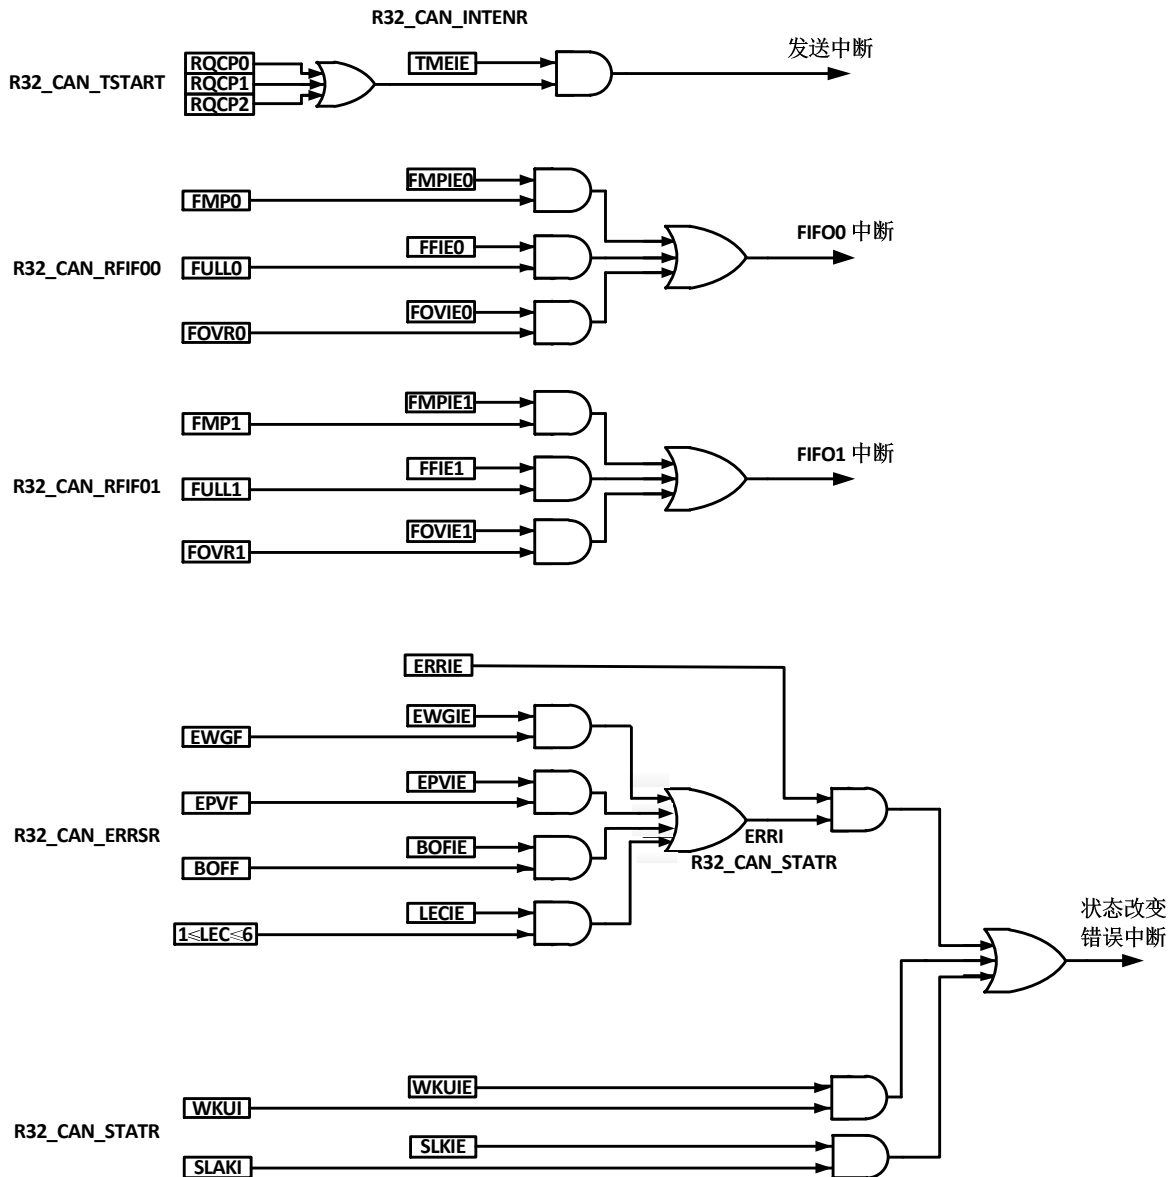 R32_CAN_INTENR
发送中断
RQCP0
TMEIE
R32_CAN_TSTART
RQCP1
RQCP2
FMPIE0
FMP0
FIFO0 中断
FFIE0
R32_CAN_RFIF00
FULL0
FOVIE0
FOVR0
FMPIE1
FMP1
FIFO1 中断
FFIE1
R32_CAN_RFIF01
FULL1
FOVIE1
FOVR1
ERRIE
EWGIE
EWGF
EPVIE
EPVF
R32_CAN_ERRSR
BOFIE
BOFF
ERRI
R32_CAN_STATR
LECIE
1≤LEC≤6
状态改变
错误中断
WKUIE
WKUI
R32_CAN_STATR
SLKIE
SLAKI